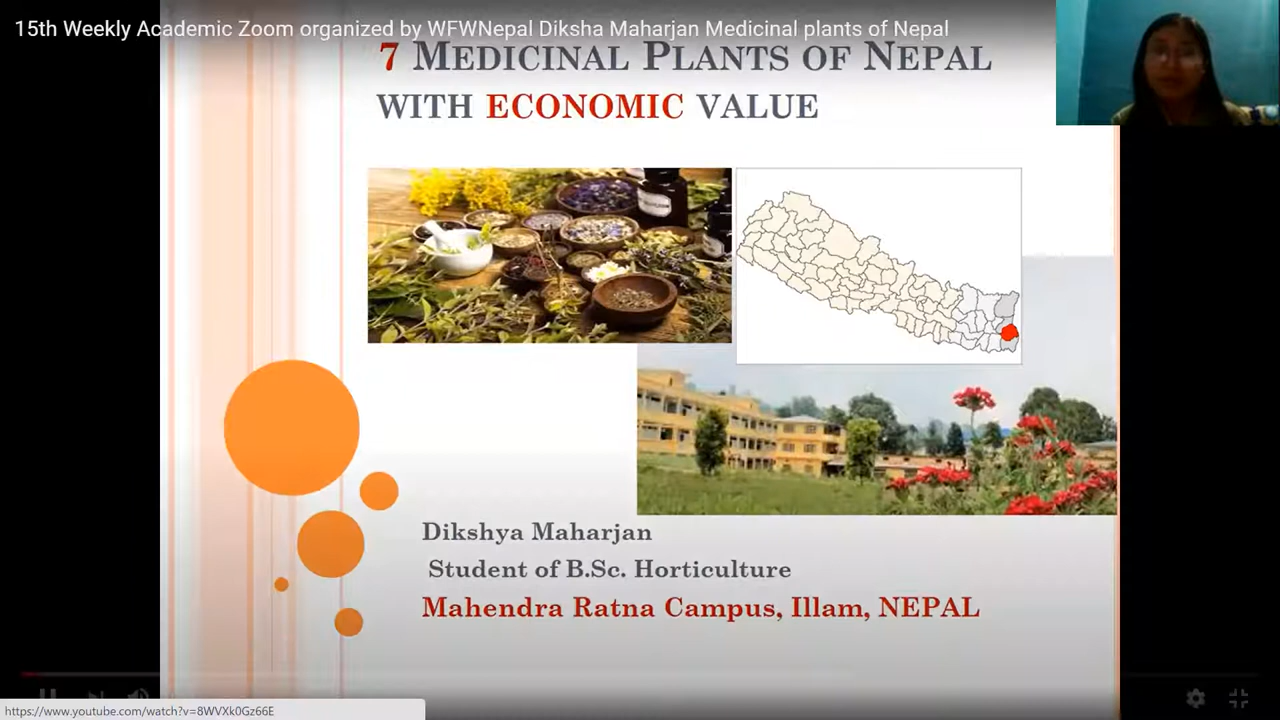 15th Weekly Academic Zoom organized by WFWNepal Diksha Maharjan Medicinal plants of Nepal
7 MEDICINAL PLANTS OF NEPAL
WITH ECONOMIC VALUE
Dikshya Maharjan
Student of B.Sc. Horticulture
Mahendra Ratna Campus, Illam, NEPAL
https://www.youtube.com/watch?v=8WVXk0Gz66E